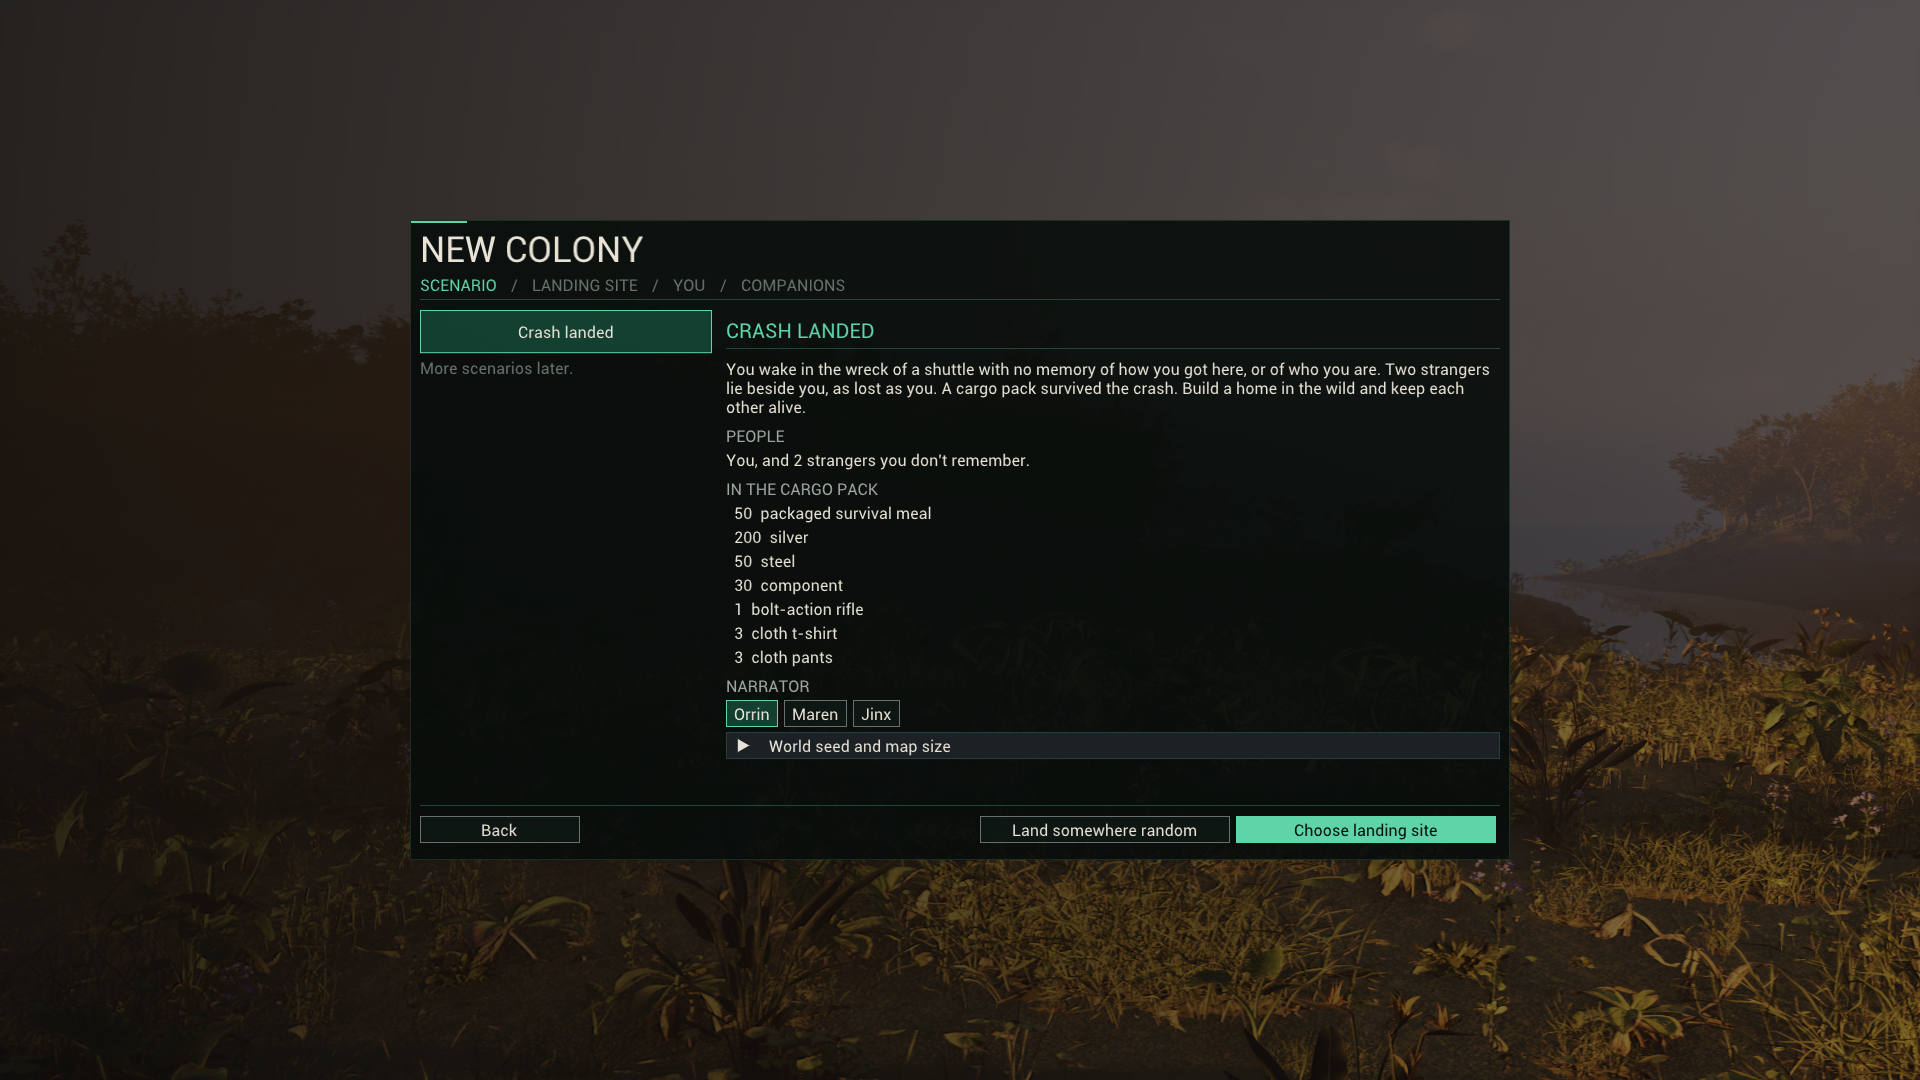 NEW COLONY
SCENARIO / LANDING SITE / YOU / COMPANIONS
Crash landed
More scenarios later.
CRASH LANDED
You wake in the wreck of a shuttle with no memory of how you got here, or of who you are. Two strangers
lie beside you, as lost as you. A cargo pack survived the crash. Build a home in the wild and keep each
other alive.
PEOPLE
You, and 2 strangers you don't remember.
IN THE CARGO PACK
50 packaged survival meal
200 silver
50 steel
30 component
1 bolt-action rifle
3 cloth t-shirt
3 cloth pants
NARRATOR
Orrin Maren Jinx
World seed and map size
Back Land somewhere random Choose landing site